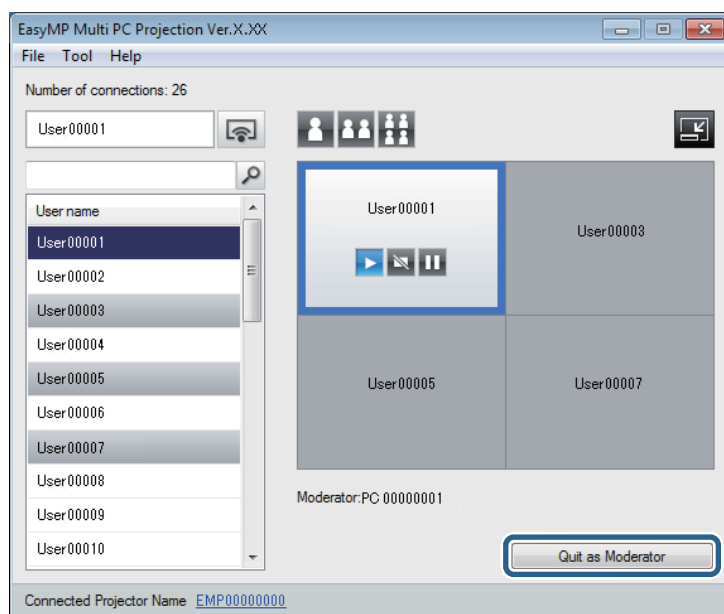 EasyMP Multi PC Projection Ver.X.XX
File Tool Help
Number of connections: 26
User00001
User name
User00001
User00002
User00003
User00004
User00005
User00006
User00007
User00008
User00009
User00010
User00001
User00003
User00005
User00007
Moderator:PC 00000001
Quit as Moderator
Connected Projector Name EMP00000000